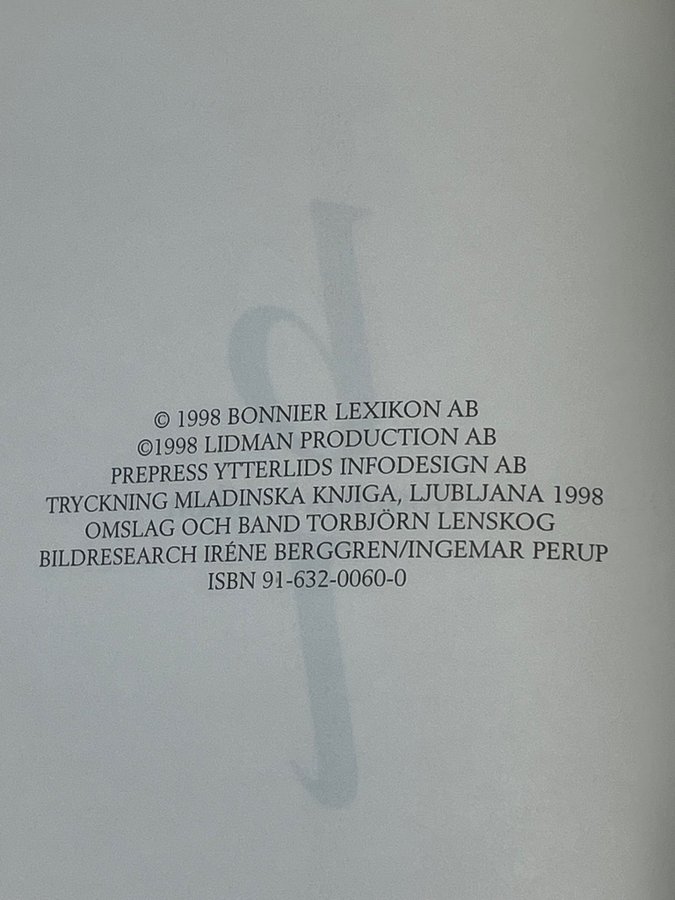 © 1998 BONNIER LEXIKON AB
©1998 LIDMAN PRODUCTION AB
PREPRESS YTTERLIDS INFODESIGN AB
TRYCKNING MLADINSKA KNJIGA, LJUBLJANA 1998
OMSLAG OCH BAND TORBJÖRN LENSKOG
BILDRESEARCH IRÉNE BERGGREN/INGEMAR PERUP
ISBN 91-632-0060-0